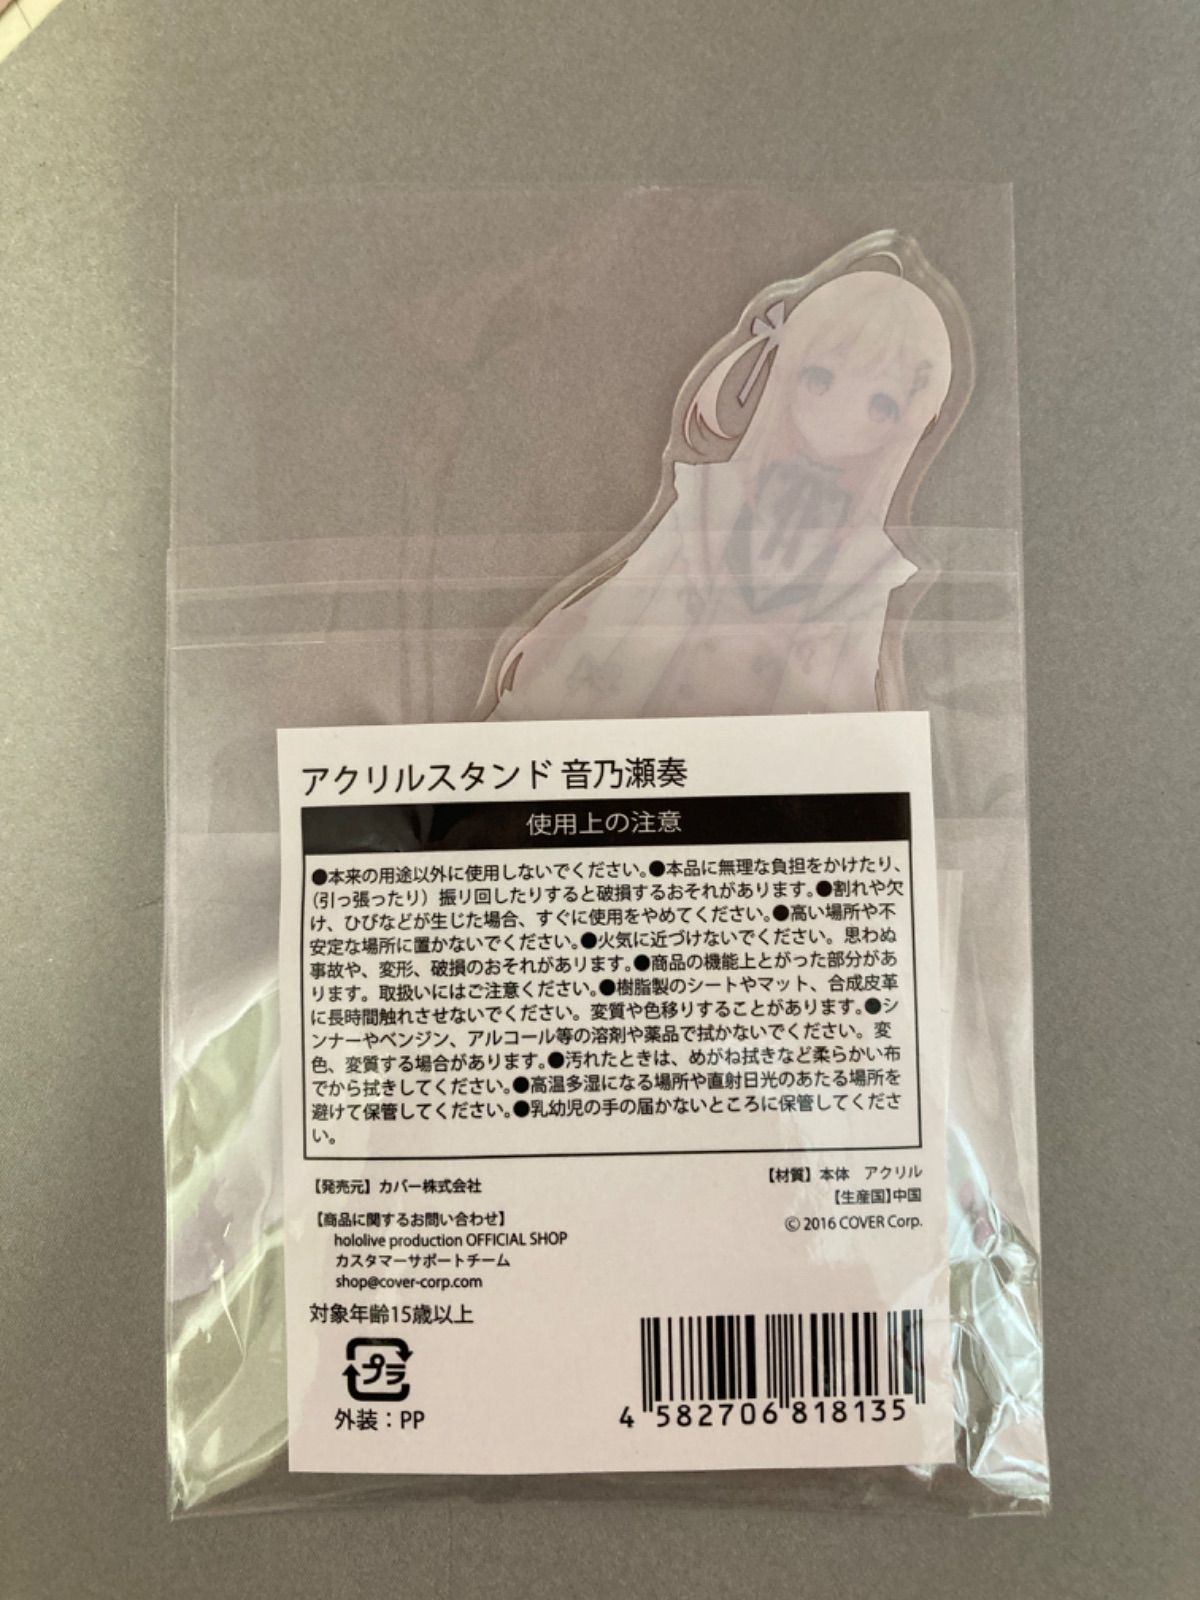 アクリルスタンド 音乃瀬奏
使用上の注意
●本来の用途以外に使用しないでください。●本品に無理な負担をかけたり、
(引っ張ったり) 振り回したりすると破損するおそれがあります。●割れや欠
け、ひびなどが生じた場合、すぐに使用をやめてください。●高い場所や不
安定な場所に置かないでください。●火気に近づけないでください。思わぬ
事故や、変形、破損のおそれがあります。●商品の機能上とがった部分があ
ります。取扱いにはご注意ください。●樹脂製のシートやマット、合成皮革
に長時間触れさせないでください。変質や色移りすることがあります。●シ
ンナーやベンジン、アルコール等の溶剤や薬品で拭かないでください。変
色、変質する場合があります。●汚れたときは、めがね拭きなど柔らかい布
でから拭きしてください。●高温多湿になる場所や直射日光のあたる場所を
避けて保管してください。●乳幼児の手の届かないところに保管してくださ
い。
【発売元】カバー株式会社
【商品に関するお問い合わせ】
hololive production OFFICIAL SHOP
カスタマーサポートチーム
shop@cover-corp.com
対象年齢15歳以上
【材質】本体 アクリル
【生産国】中国
© 2016 COVER Corp.
プラ
外装：PP
4 582706 818135